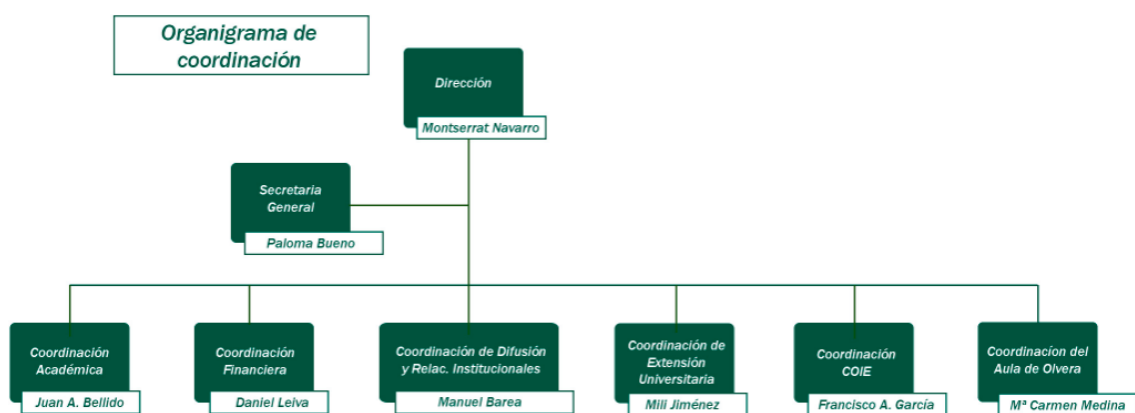 Organigrama de
coordinación
Dirección
Montserrat Navarro
Secretaria
General
Paloma Bueno
Coordinación
Académica
Juan A. Bellido
Coordinación
Financiera
Daniel Leiva
Coordinación de Difusión
y Relac. Institucionales
Manuel Barea
Coordinación de
Extensión
Universitaria
Mili Jiménez
Coordinación
COIE
Francisco A. García
Coordinacíon del
Aula de Olvera
Mª Carmen Medina